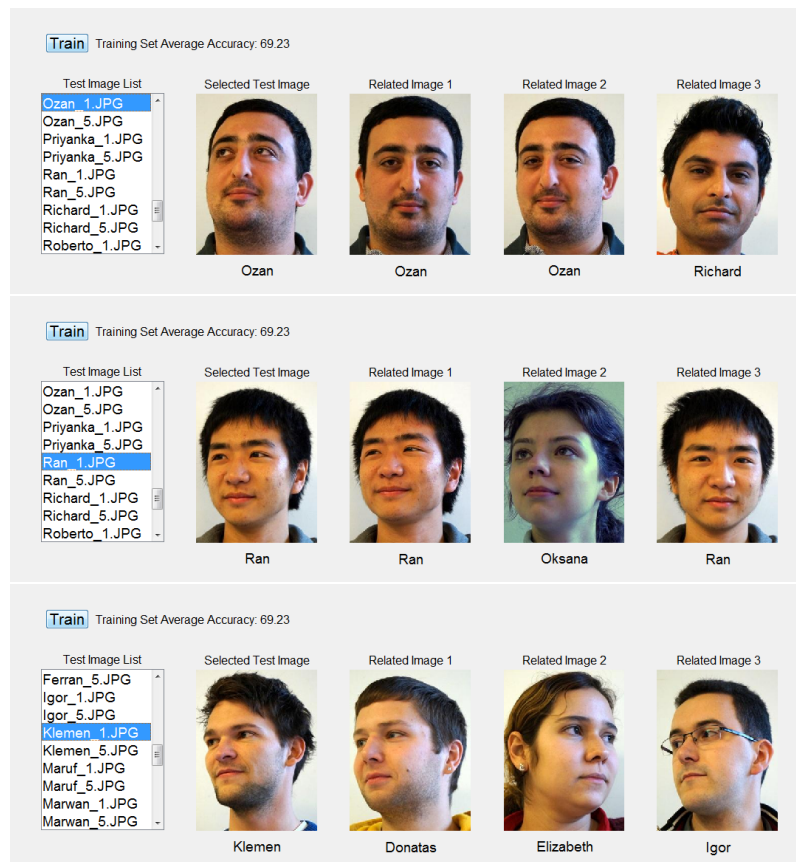 Train Training Set Average Accuracy: 69.23
Test Image List Selected Test Image Related Image 1 Related Image 2 Related Image 3
Ozan_1.JPG
Ozan_5.JPG
Priyanka_1.JPG
Priyanka_5.JPG
Ran_1.JPG
Ran_5.JPG
Richard_1.JPG
Richard_5.JPG
Roberto_1.JPG
Ozan Ozan Ozan Richard
Train Training Set Average Accuracy: 69.23
Test Image List Selected Test Image Related Image 1 Related Image 2 Related Image 3
Ozan_1.JPG
Ozan_5.JPG
Priyanka_1.JPG
Priyanka_5.JPG
Ran_1.JPG
Ran_5.JPG
Richard_1.JPG
Richard_5.JPG
Roberto_1.JPG
Ran Ran Oksana Ran
Train Training Set Average Accuracy: 69.23
Test Image List Selected Test Image Related Image 1 Related Image 2 Related Image 3
Ferran_5.JPG
Igor_1.JPG
Igor_5.JPG
Klemen_1.JPG
Klemen_5.JPG
Maruf_1.JPG
Maruf_5.JPG
Marwan_1.JPG
Marwan_5.JPG
Klemen Donatas Elizabeth Igor